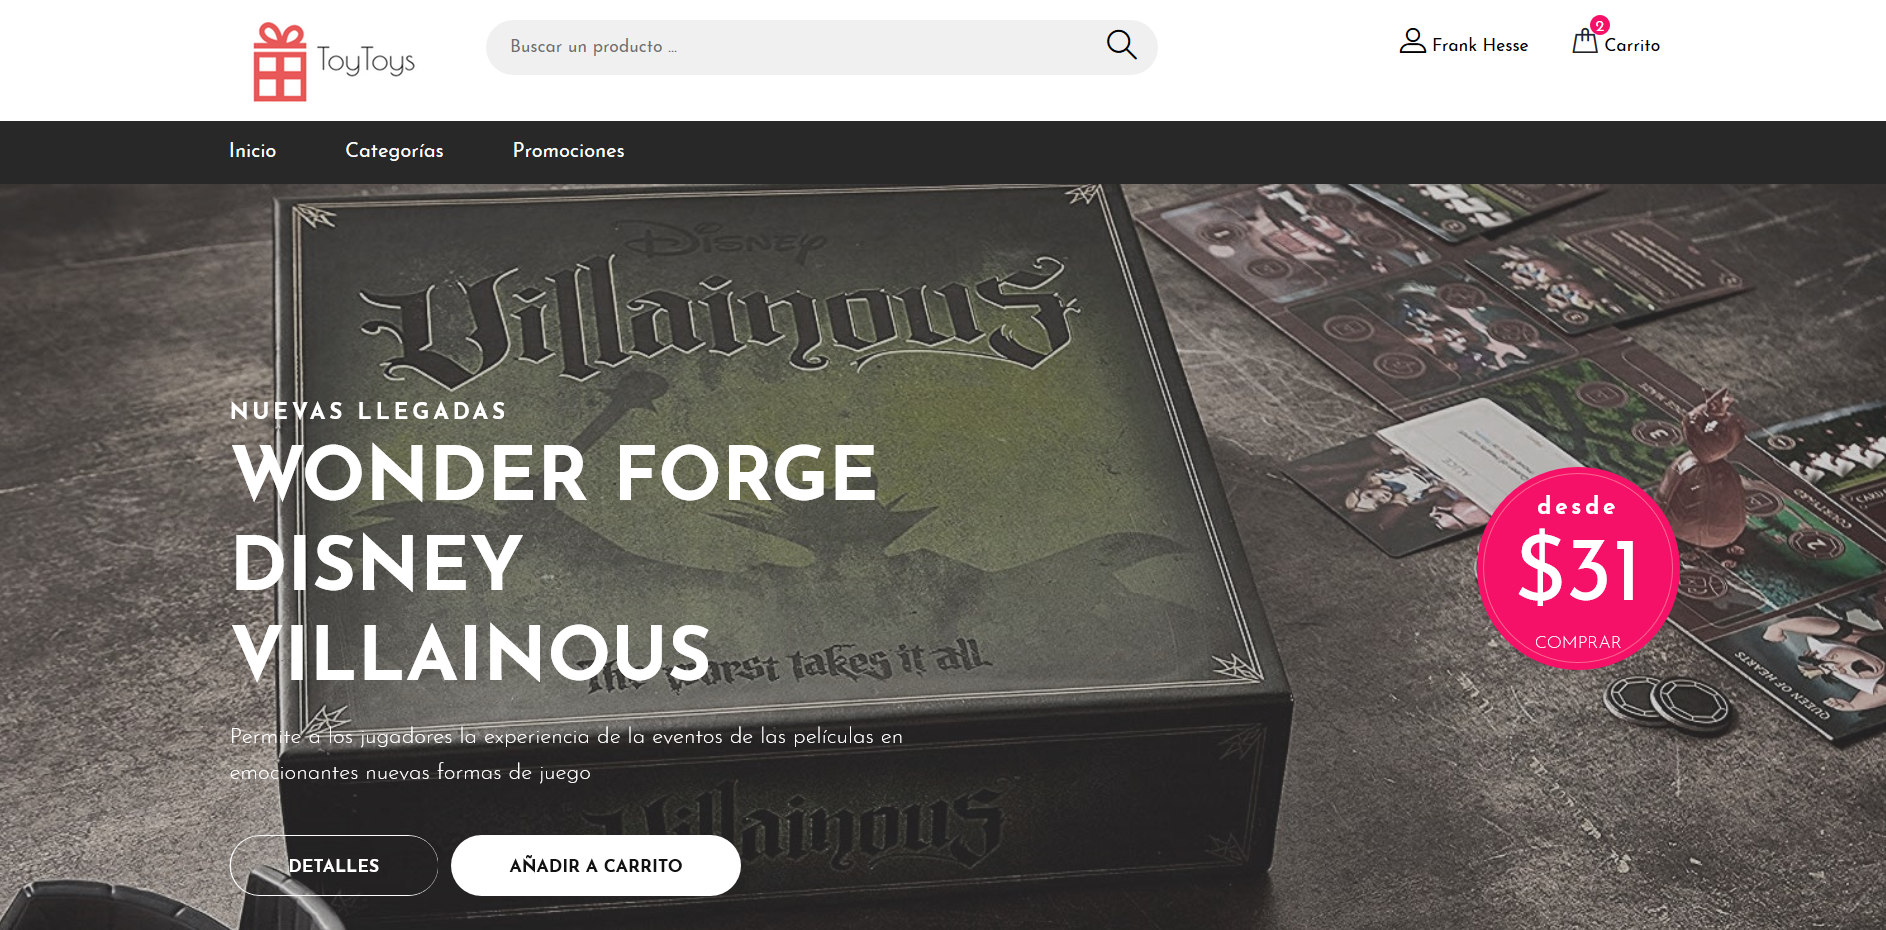 ToyToys
Buscar un producto ...
Frank Hesse
2
Carrito
Inicio
Categorías
Promociones
Disney
Villainous
NUEVAS LLEGADAS
WONDER FORGE
DISNEY
VILLAINOUS
The worst takes it all
desde
$31
COMPRAR
Permite a los jugadores la experiencia de la eventos de las películas en
emocionantes nuevas formas de juego
Villainous
DETALLES
AÑADIR A CARRITO
ALICE
QUEEN OF HEARTS